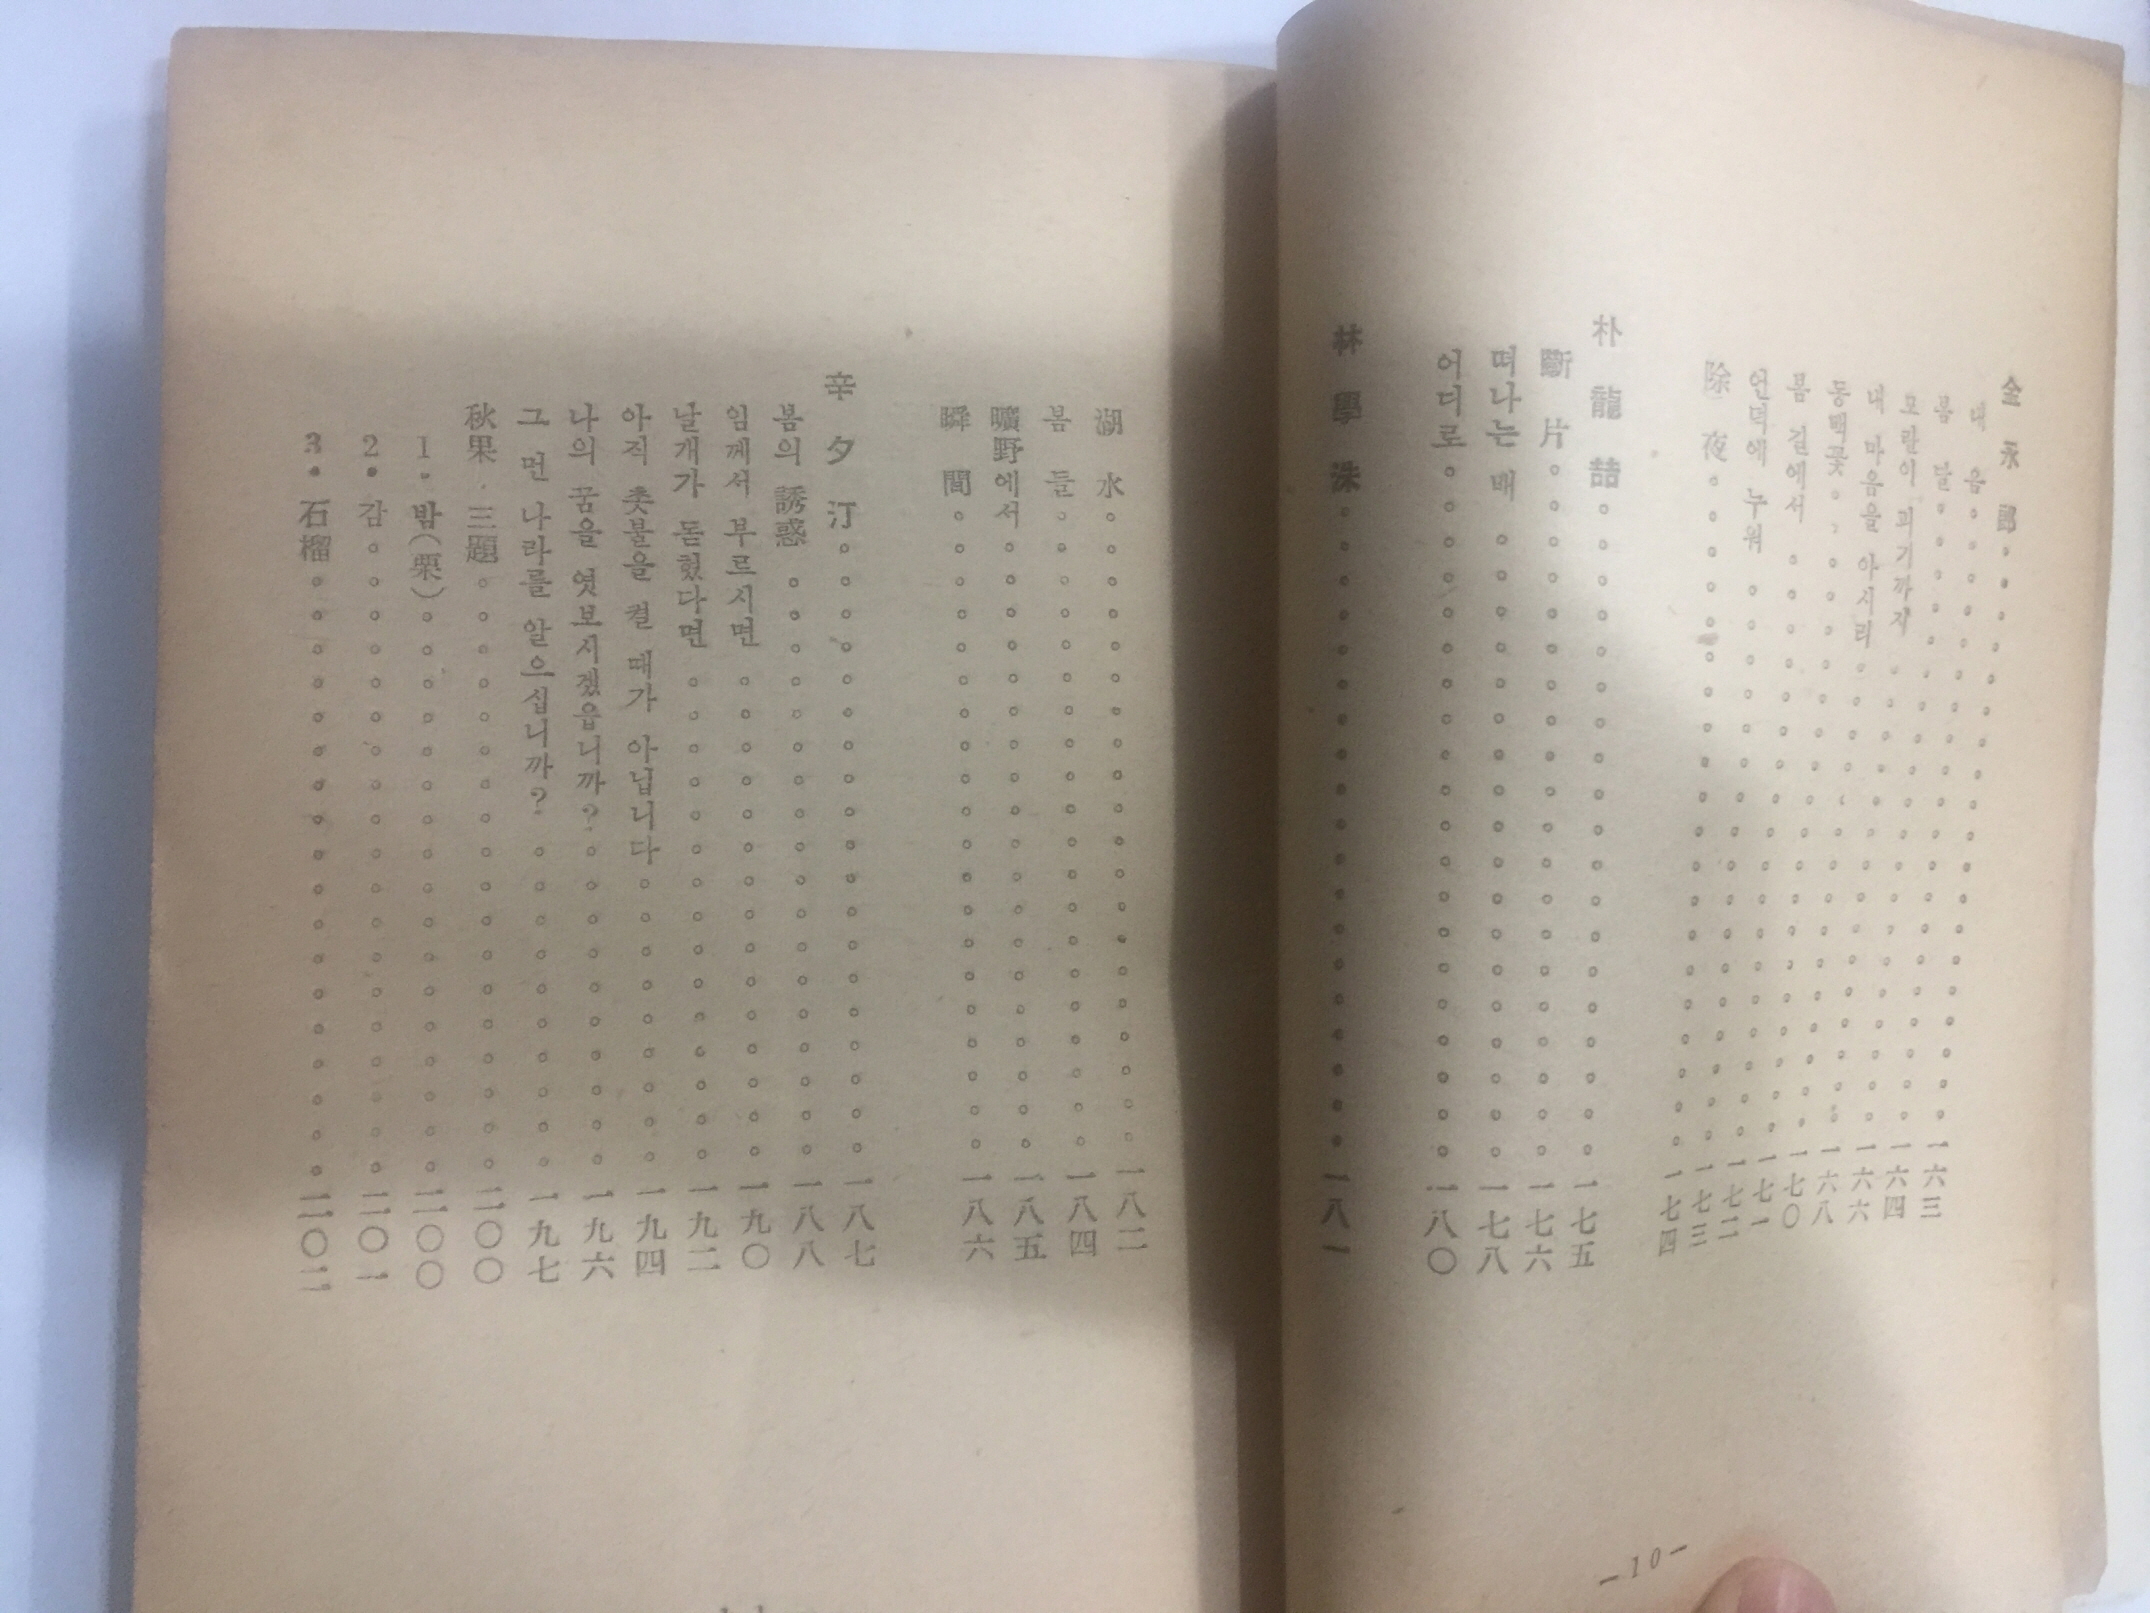 金永郎。。。。。。。。。。。。。。。。。。一六三
내 음。。。。。。。。。。。。。。。。。。一六四
봄 달。。。。。。。。。。。。。。。。。。一六六
모란이 피기까지。。。。。。。。。。。。。。一六八
내 마음을 아시리。。。。。。。。。。。。。。一七〇
동백꽃。。。。。。。。。。。。。。。。。。一七一
봄 길에서。。。。。。。。。。。。。。。。。一七二
언덕에 누워。。。。。。。。。。。。。。。。一七三
除 夜。。。。。。。。。。。。。。。。。。一七四
朴龍喆。。。。。。。。。。。。。。。。。。一七五
斷 片。。。。。。。。。。。。。。。。。。一七六
떠나는 배。。。。。。。。。。。。。。。。。一七八
어디로。。。。。。。。。。。。。。。。。。一八〇
林學洙。。。。。。。。。。。。。。。。。。一八一
—10—
湖 水。。。。。。。。。。。。。。。。。。一八二
봄 들。。。。。。。。。。。。。。。。。。一八四
曠野에서。。。。。。。。。。。。。。。。。一八五
瞬 間。。。。。。。。。。。。。。。。。。一八六
辛夕汀。。。。。。。。。。。。。。。。。。一八七
봄의 誘惑。。。。。。。。。。。。。。。。。一八八
임께서 부르시면。。。。。。。。。。。。。。一九〇
날개가 돋혔다면。。。。。。。。。。。。。。一九二
아직 촛불을 켤 때가 아닙니다。。。。。。。。。一九四
나의 꿈을 엿보시겠읍니까?。。。。。。。。。。一九六
그 먼 나라를 알으십니까?。。。。。。。。。。一九七
秋果·三題。。。。。。。。。。。。。。。。。二〇〇
1. 밤(栗)。。。。。。。。。。。。。。。。。二〇〇
2. 감。。。。。。。。。。。。。。。。。。二〇一
3. 石榴。。。。。。。。。。。。。。。。。。二〇二